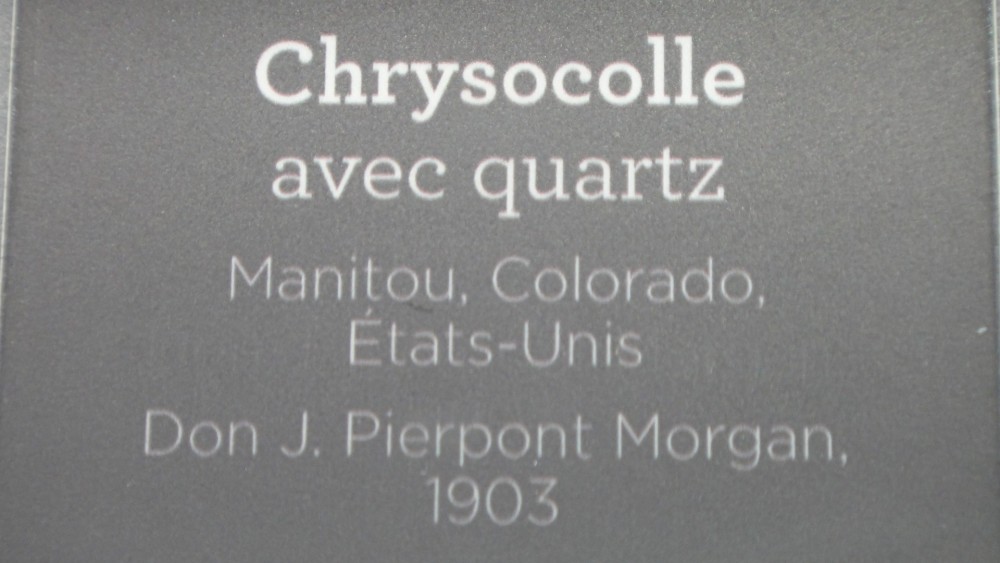 Chrysocolle
avec quartz
Manitou, Colorado,
États-Unis
Don J. Pierpont Morgan,
1903